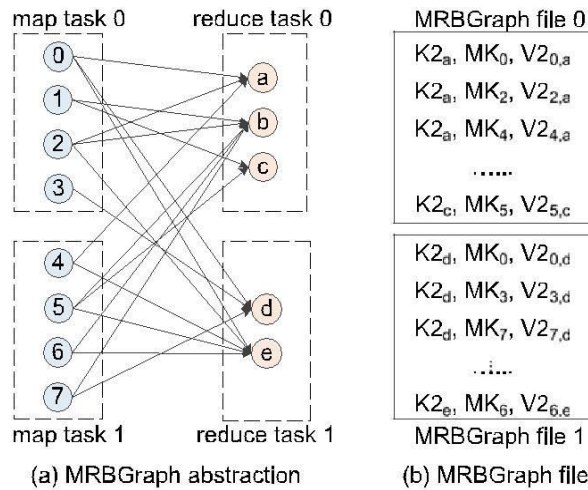 map task 0
reduce task 0
0
1
2
3
a
b
c
4
5
6
7
d
e
map task 1
reduce task 1
(a) MRBGraph abstraction
MRBGraph file 0
K2a, MK0, V20,a
K2a, MK2, V22,a
K2a, MK4, V24,a
......
K2c, MK5, V25,c
K2d, MK0, V20,d
K2d, MK3, V23,d
K2d, MK7, V27,d
......
K2e, MK6, V26,e
MRBGraph file 1
(b) MRBGraph file